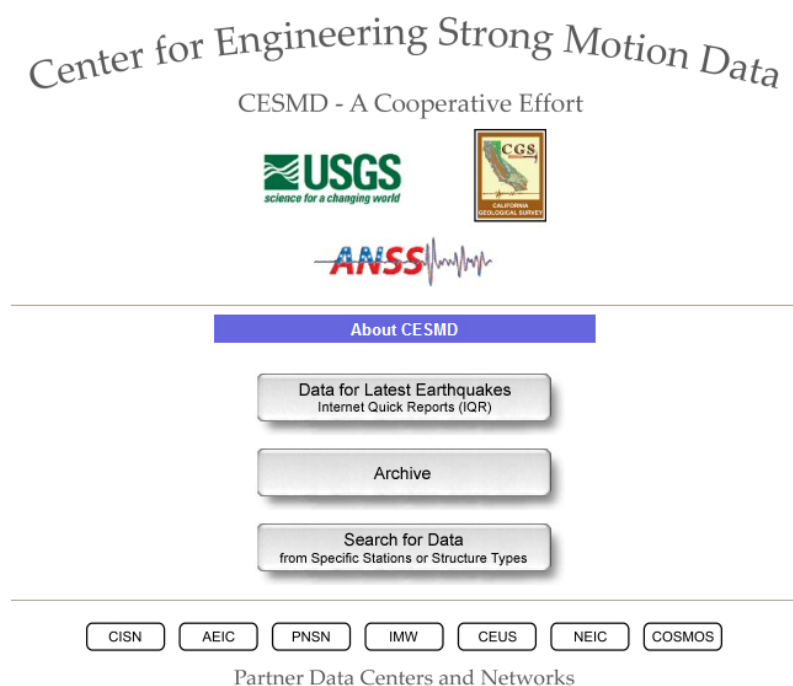 Center for Engineering Strong Motion Data
CESMD - A Cooperative Effort
USGS
science for a changing world
CGS
CALIFORNIA
GEOLOGICAL SURVEY
ANSS
About CESMD
Data for Latest Earthquakes
Internet Quick Reports (IQR)
Archive
Search for Data
from Specific Stations or Structure Types
CISN AEIC PNSN IMW CEUS NEIC COSMOS
Partner Data Centers and Networks